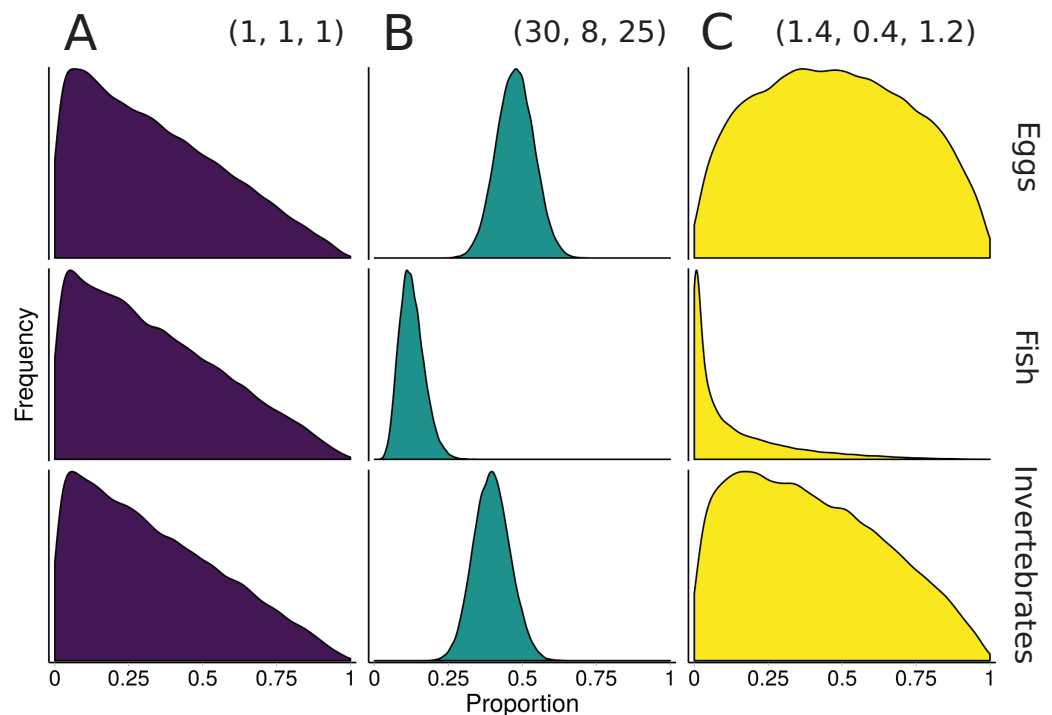 A (1, 1, 1) B (30, 8, 25) C (1.4, 0.4, 1.2)
Eggs
Fish
Invertebrates
Frequency
0 0.25 0.5 0.75 1 0 0.25 0.5 0.75 1 0 0.25 0.5 0.75 1
Proportion